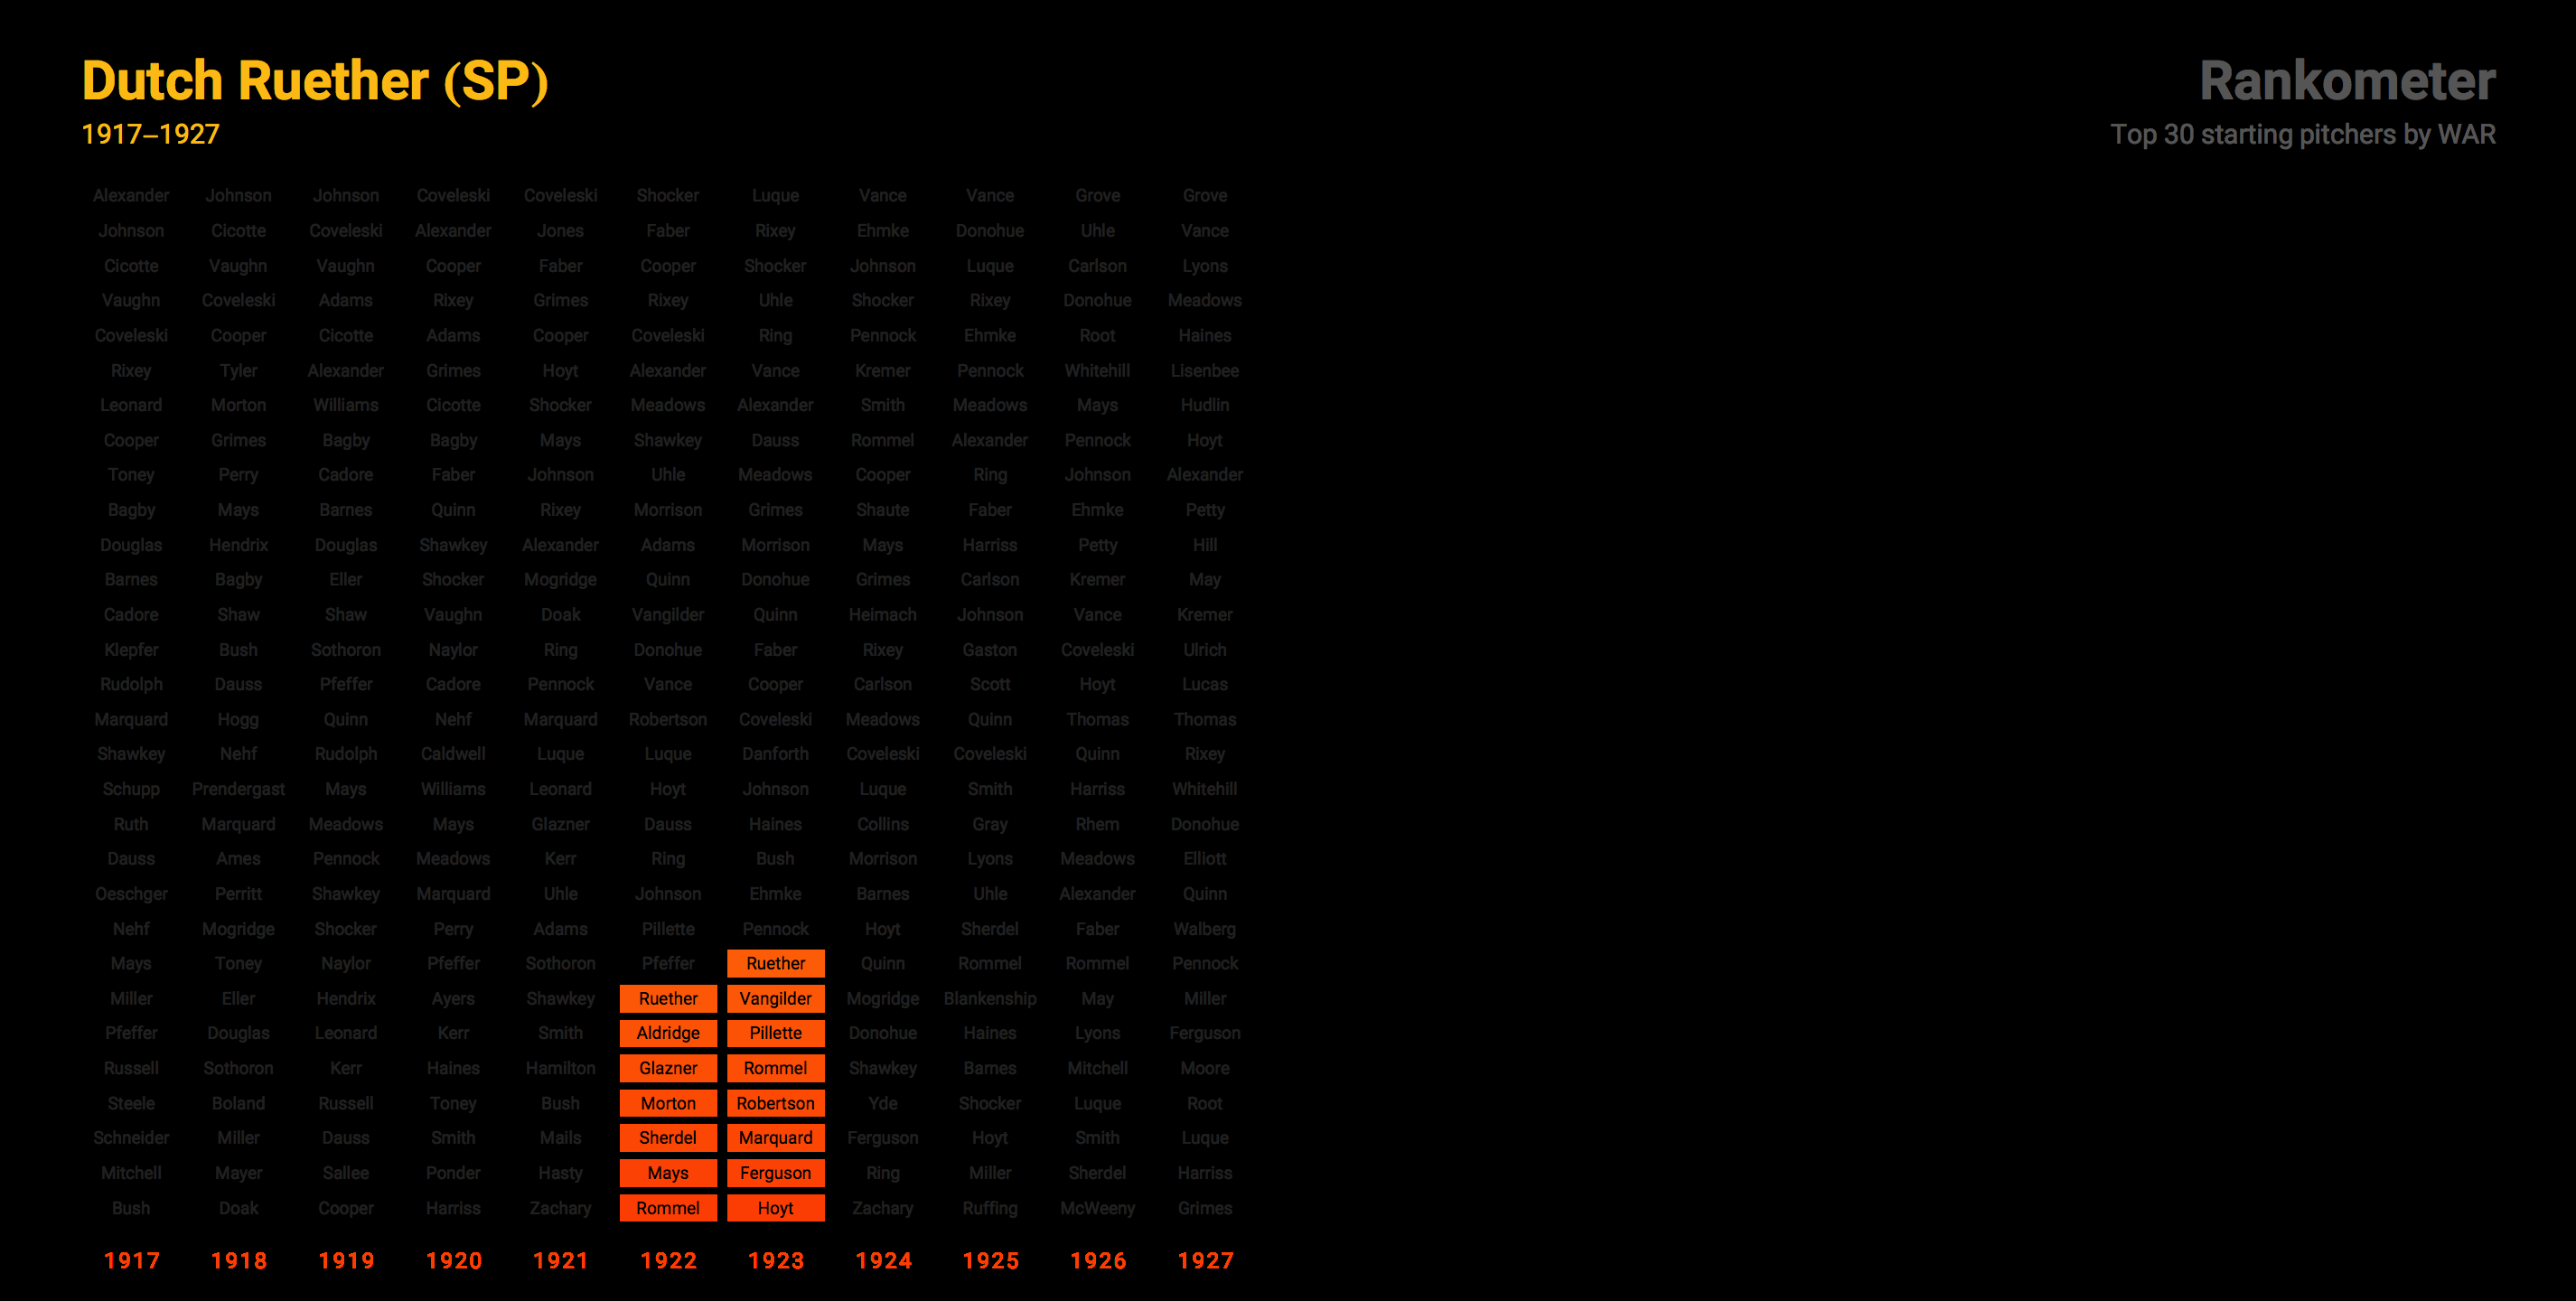 Dutch Ruether (SP)
1917–1927
Rankometer
Top 30 starting pitchers by WAR
Alexander Johnson Johnson Coveleski Coveleski Shocker Luque Vance Vance Grove Grove
Johnson Cicotte Coveleski Alexander Jones Faber Rixey Ehmke Donohue Uhle Vance
Cicotte Vaughn Vaughn Cooper Faber Cooper Shocker Johnson Luque Carlson Lyons
Vaughn Coveleski Adams Rixey Grimes Rixey Uhle Shocker Rixey Donohue Meadows
Coveleski Cooper Cicotte Adams Cooper Coveleski Ring Pennock Ehmke Root Haines
Rixey Tyler Alexander Grimes Hoyt Alexander Vance Kremer Pennock Whitehill Lisenbee
Leonard Morton Williams Cicotte Shocker Meadows Alexander Smith Meadows Mays Hudlin
Cooper Grimes Bagby Bagby Mays Shawkey Dauss Rommel Alexander Pennock Hoyt
Toney Perry Cadore Faber Johnson Uhle Meadows Cooper Ring Johnson Alexander
Bagby Mays Barnes Quinn Rixey Morrison Grimes Shaute Faber Ehmke Petty
Douglas Hendrix Douglas Shawkey Alexander Adams Morrison Mays Harriss Petty Hill
Barnes Bagby Eller Shocker Mogridge Quinn Donohue Grimes Carlson Kremer May
Cadore Shaw Shaw Vaughn Doak Vangilder Quinn Heimach Johnson Vance Kremer
Klepfer Bush Sothoron Naylor Ring Donohue Faber Rixey Gaston Coveleski Ulrich
Rudolph Dauss Pfeffer Cadore Pennock Vance Cooper Carlson Scott Hoyt Lucas
Marquard Hogg Quinn Nehf Marquard Robertson Coveleski Meadows Quinn Thomas Thomas
Shawkey Nehf Rudolph Caldwell Luque Luque Danforth Coveleski Coveleski Quinn Rixey
Schupp Prendergast Mays Williams Leonard Hoyt Johnson Luque Smith Harriss Whitehill
Ruth Marquard Meadows Mays Glazner Dauss Haines Collins Gray Rhem Donohue
Dauss Ames Pennock Meadows Kerr Ring Bush Morrison Lyons Meadows Elliott
Oeschger Perritt Shawkey Marquard Uhle Johnson Ehmke Barnes Uhle Alexander Quinn
Nehf Mogridge Shocker Perry Adams Pillette Pennock Hoyt Sherdel Faber Walberg
Mays Toney Naylor Pfeffer Sothoron Pfeffer Ruether Quinn Rommel Rommel Pennock
Miller Eller Hendrix Ayers Shawkey Ruether Vangilder Mogridge Blankenship May Miller
Pfeffer Douglas Leonard Kerr Smith Aldridge Pillette Donohue Haines Lyons Ferguson
Russell Sothoron Kerr Haines Hamilton Glazner Rommel Shawkey Barnes Mitchell Moore
Steele Boland Russell Toney Bush Morton Robertson Yde Shocker Luque Root
Schneider Miller Dauss Smith Mails Sherdel Marquard Ferguson Hoyt Smith Luque
Mitchell Mayer Sallee Ponder Hasty Mays Ferguson Ring Miller Sherdel Harriss
Bush Doak Cooper Harriss Zachary Rommel Hoyt Zachary Ruffing McWeeny Grimes
1917 1918 1919 1920 1921 1922 1923 1924 1925 1926 1927